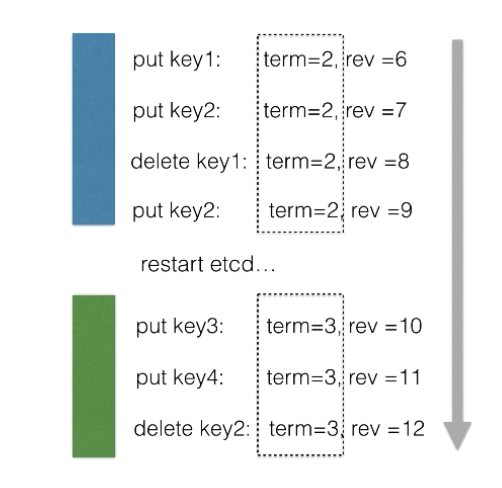 put key1: term=2, rev =6
put key2: term=2, rev =7
delete key1: term=2, rev =8
put key2: term=2, rev =9
restart etcd...
put key3: term=3, rev =10
put key4: term=3, rev =11
delete key2: term=3, rev =12